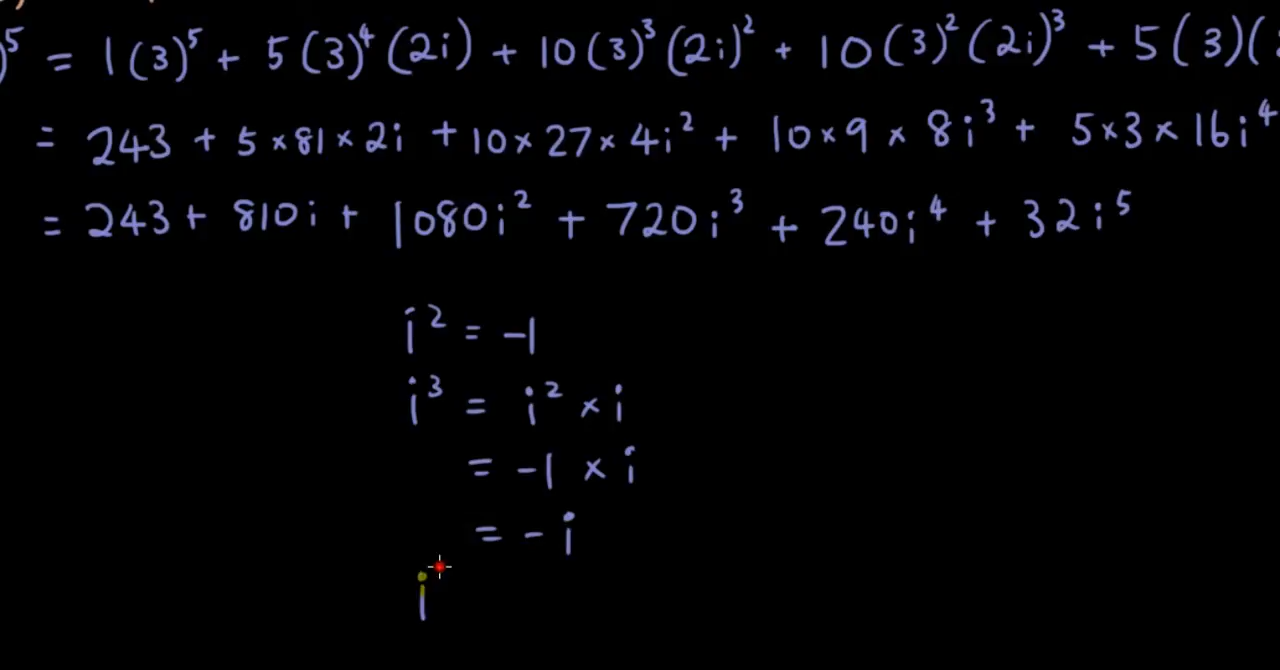 )⁵ = 1(3)⁵ + 5(3)⁴(2i) + 10(3)³(2i)² + 10(3)²(2i)³ + 5(3)(
= 243 + 5×81×2i + 10×27×4i² + 10×9×8i³ + 5×3×16i⁴
= 243 + 810i + 1080i² + 720i³ + 240i⁴ + 32i⁵
i² = -1
i³ = i² × i
= -1 × i
= -i
i